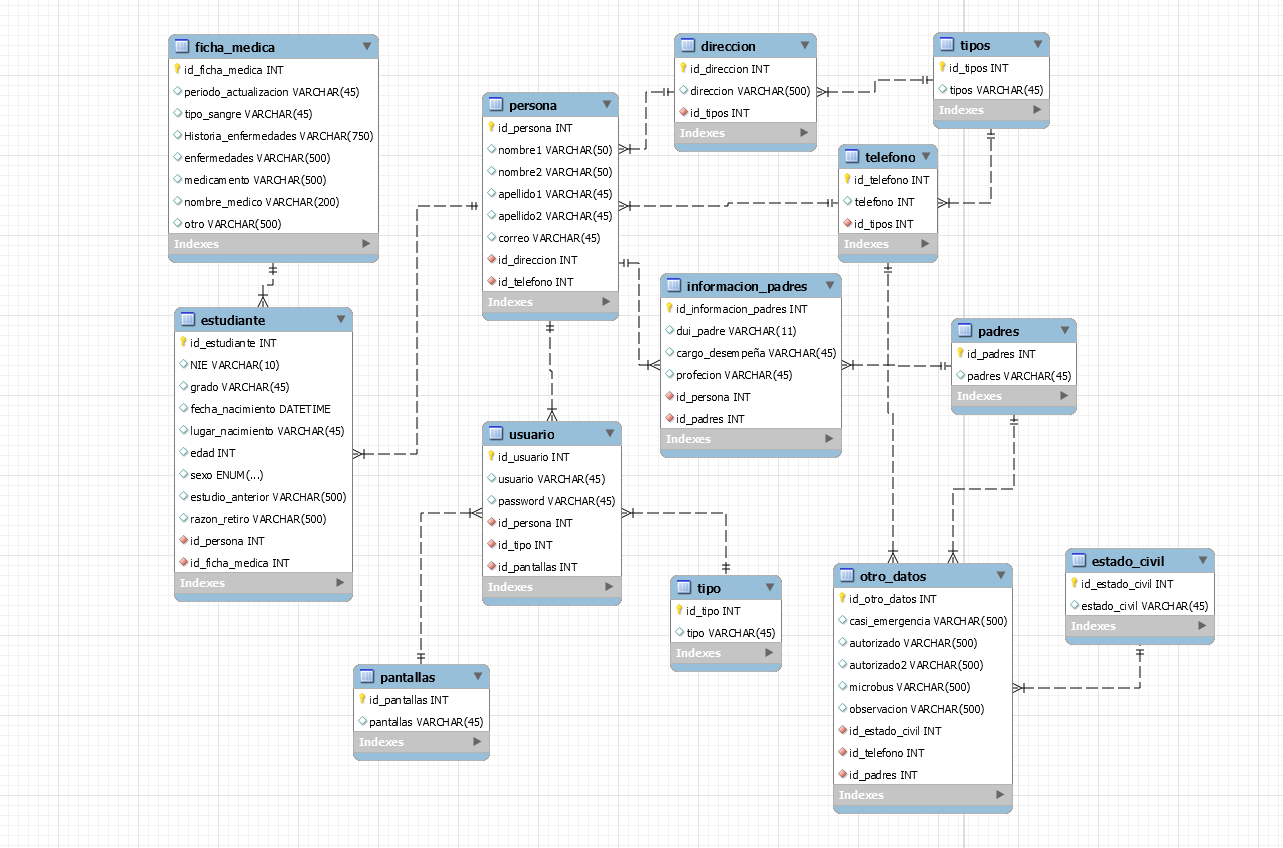 ficha_medica
id_ficha_medica INT
periodo_actualizacion VARCHAR(45)
tipo_sangre VARCHAR(45)
Historia_enfermedades VARCHAR(750)
enfermedades VARCHAR(500)
medicamento VARCHAR(500)
nombre_medico VARCHAR(200)
otro VARCHAR(500)
Indexes
estudiante
id_estudiante INT
NIE VARCHAR(10)
grado VARCHAR(45)
fecha_nacimiento DATETIME
lugar_nacimiento VARCHAR(45)
edad INT
sexo ENUM(...)
estudio_anterior VARCHAR(500)
razon_retiro VARCHAR(500)
id_persona INT
id_ficha_medica INT
Indexes
persona
id_persona INT
nombre1 VARCHAR(50)
nombre2 VARCHAR(50)
apellido1 VARCHAR(45)
apellido2 VARCHAR(45)
correo VARCHAR(45)
id_direccion INT
id_telefono INT
Indexes
usuario
id_usuario INT
usuario VARCHAR(45)
password VARCHAR(45)
id_persona INT
id_tipo INT
id_pantallas INT
Indexes
pantallas
id_pantallas INT
pantallas VARCHAR(45)
Indexes
direccion
id_direccion INT
direccion VARCHAR(500)
id_tipos INT
Indexes
tipos
id_tipos INT
tipos VARCHAR(45)
Indexes
telefono
id_telefono INT
telefono INT
id_tipos INT
Indexes
informacion_padres
id_informacion_padres INT
dui_padre VARCHAR(11)
cargo_desempeña VARCHAR(45)
profecion VARCHAR(45)
id_persona INT
id_padres INT
Indexes
padres
id_padres INT
padres VARCHAR(45)
Indexes
tipo
id_tipo INT
tipo VARCHAR(45)
Indexes
otro_datos
id_otro_datos INT
casi_emergencia VARCHAR(500)
autorizado VARCHAR(500)
autorizado2 VARCHAR(500)
microbus VARCHAR(500)
observacion VARCHAR(500)
id_estado_civil INT
id_telefono INT
id_padres INT
Indexes
estado_civil
id_estado_civil INT
estado_civil VARCHAR(45)
Indexes